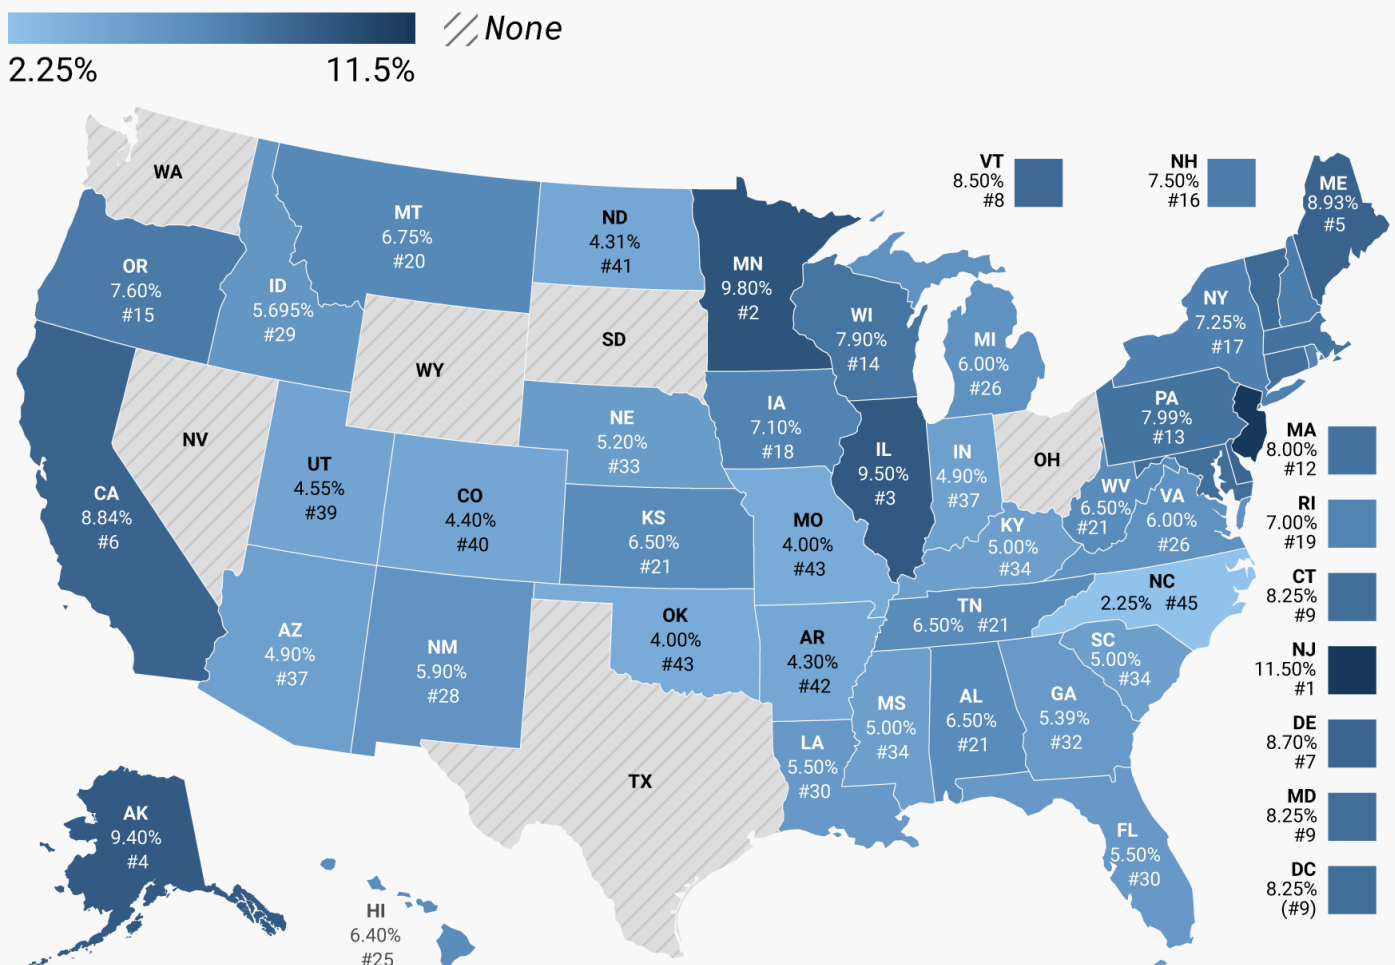 None
2.25%
11.5%
WA
VT
8.50%
#8
NH
7.50%
#16
ME
8.93%
#5
MT
6.75%
#20
ND
4.31%
#41
MN
9.80%
#2
OR
7.60%
#15
ID
5.695%
#29
SD
WI
7.90%
#14
MI
6.00%
#26
NY
7.25%
#17
WY
NV
NE
5.20%
#33
IA
7.10%
#18
IL
9.50%
#3
IN
4.90%
#37
OH
PA
7.99%
#13
MA
8.00%
#12
UT
4.55%
#39
CO
4.40%
#40
CA
8.84%
#6
KS
6.50%
#21
MO
4.00%
#43
KY
5.00%
#34
WV
6.50%
#21
VA
6.00%
#26
RI
7.00%
#19
CT
8.25%
#9
NC
2.25% #45
TN
6.50% #21
AZ
4.90%
#37
NM
5.90%
#28
OK
4.00%
#43
AR
4.30%
#42
SC
5.00%
#34
NJ
11.50%
#1
MS
5.00%
#34
AL
6.50%
#21
GA
5.39%
#32
DE
8.70%
#7
LA
5.50%
#30
TX
MD
8.25%
#9
AK
9.40%
#4
FL
5.50%
#30
DC
8.25%
(#9)
HI
6.40%
#25